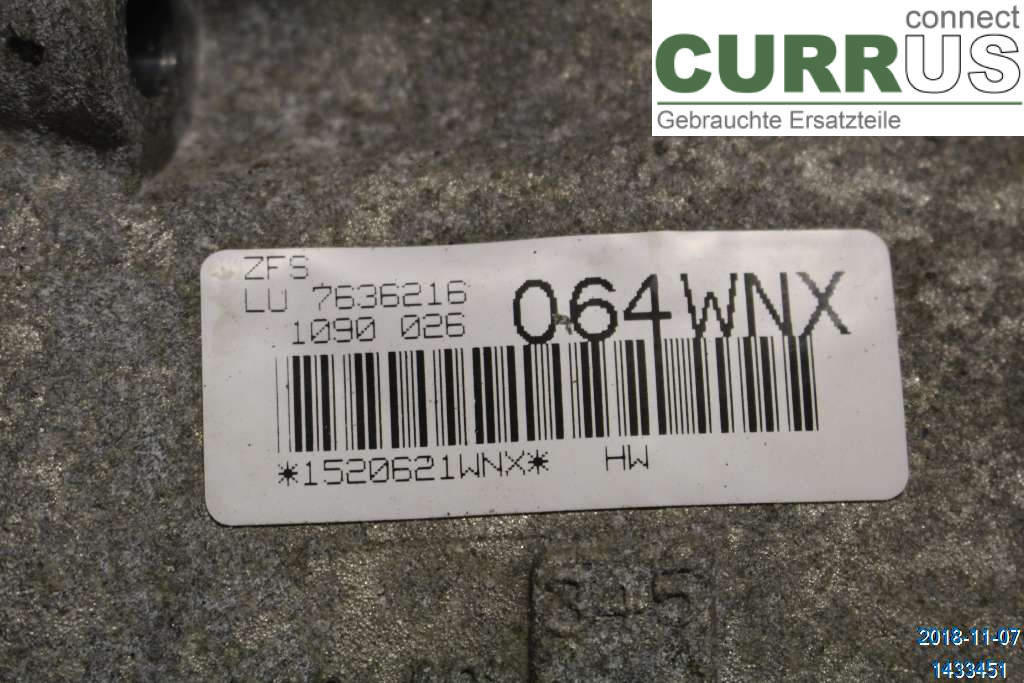 connect
CURRUS
Gebrauchte Ersatzteile
ZFS
LU 7636216
1090 026
064WNX
*1520621WNX* HW
2018-11-07
1433451